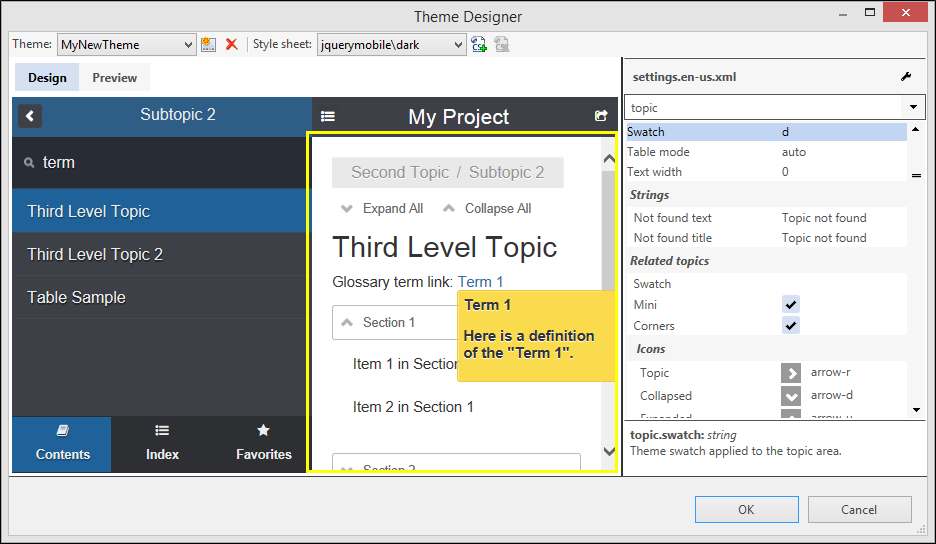 Theme Designer
Theme: MyNewTheme Style sheet: jquerymobile\dark
CSS CSS
Design Preview
Subotopic 2
My Project
term
Third Level Topic
Third Level Topic 2
Table Sample
Contents Index Favorites
Second Topic / Subtopic 2
Expand All Collapse All
Third Level Topic
Glossary term link: Term 1
Term 1
Here is a definition
of the "Term 1".
Section 1
Item 1 in Section
Item 2 in Section 1
Section 2
settings.en-us.xml
topic
Swatch d
Table mode auto
Text width 0
Strings
Not found text Topic not found
Not found title Topic not found
Related topics
Swatch
Mini
Corners
Icons
Topic arrow-r
Collapsed arrow-d
Expanded arrow-u
topic.swatch: string
Theme swatch applied to the topic area.
OK Cancel